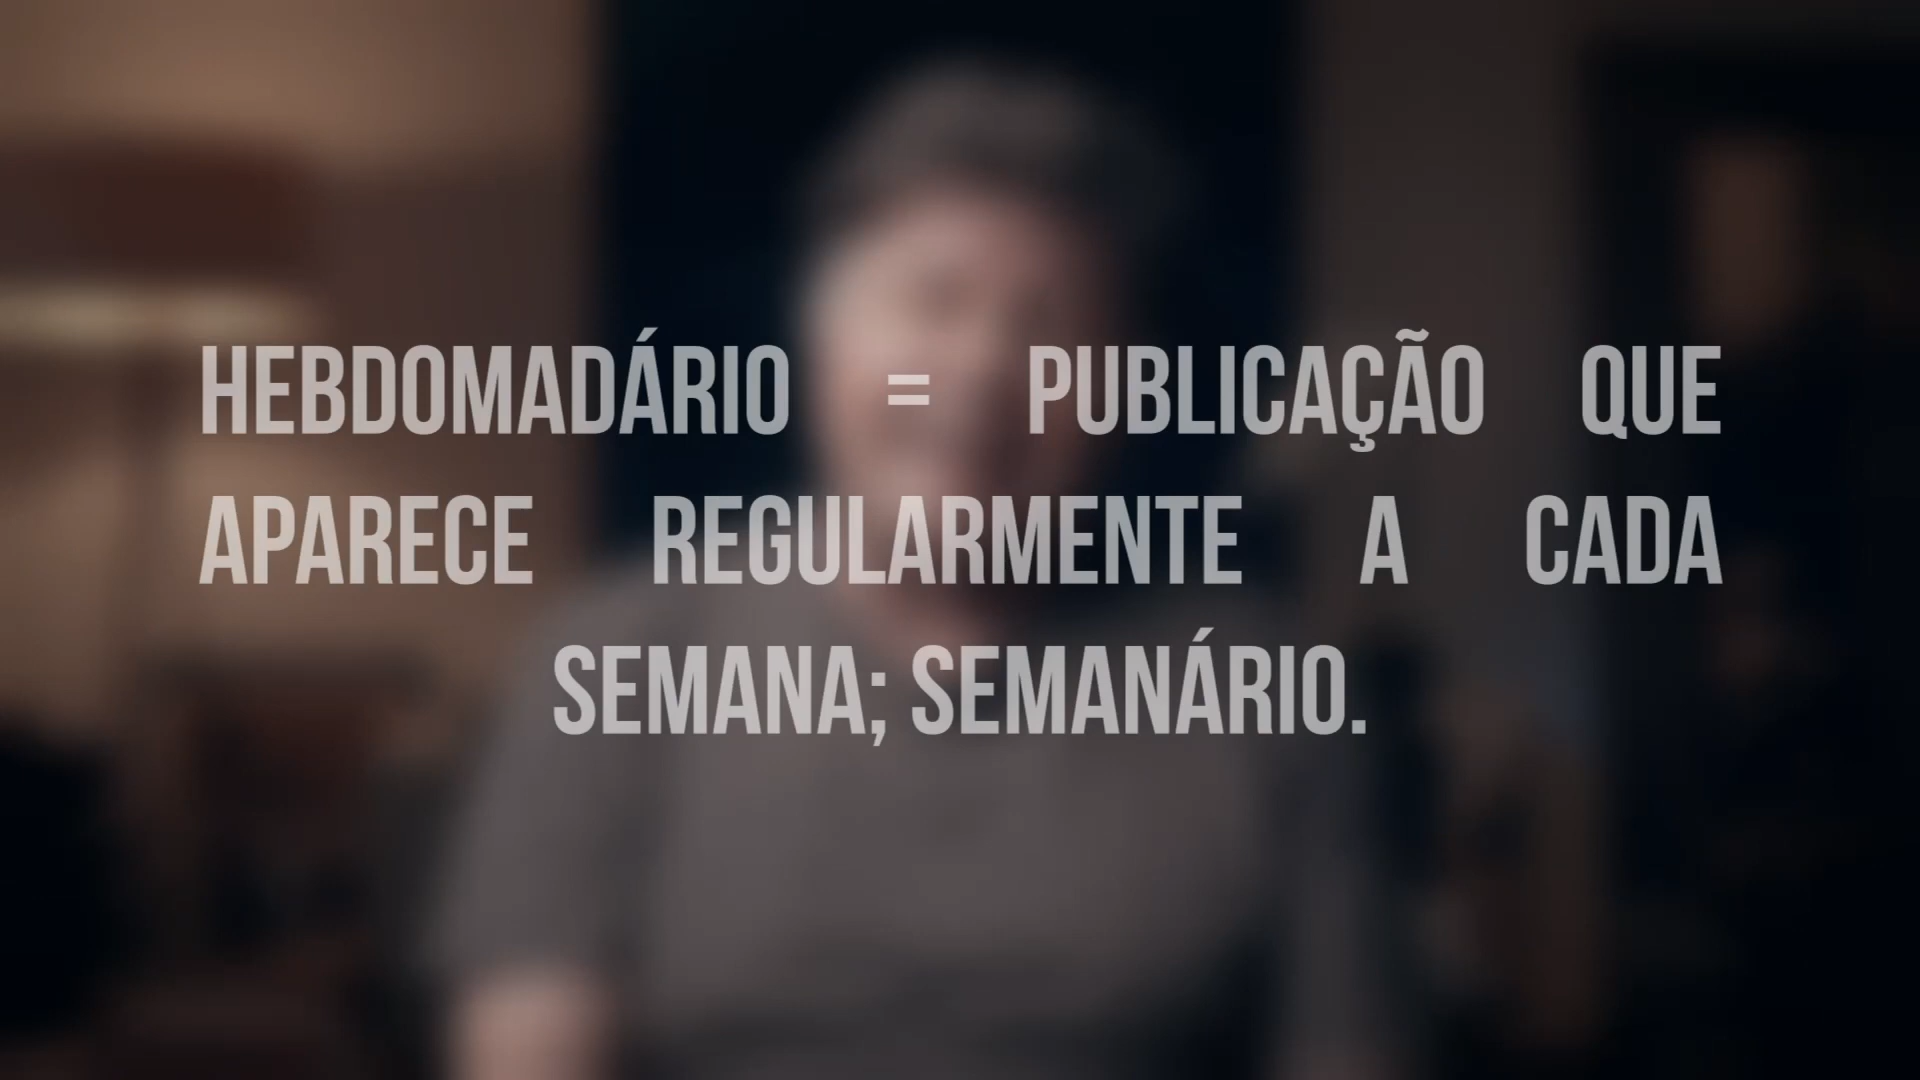 HEBDOMADÁRIO = PUBLICAÇÃO QUE
APARECE REGULARMENTE A CADA
SEMANA; SEMANÁRIO.